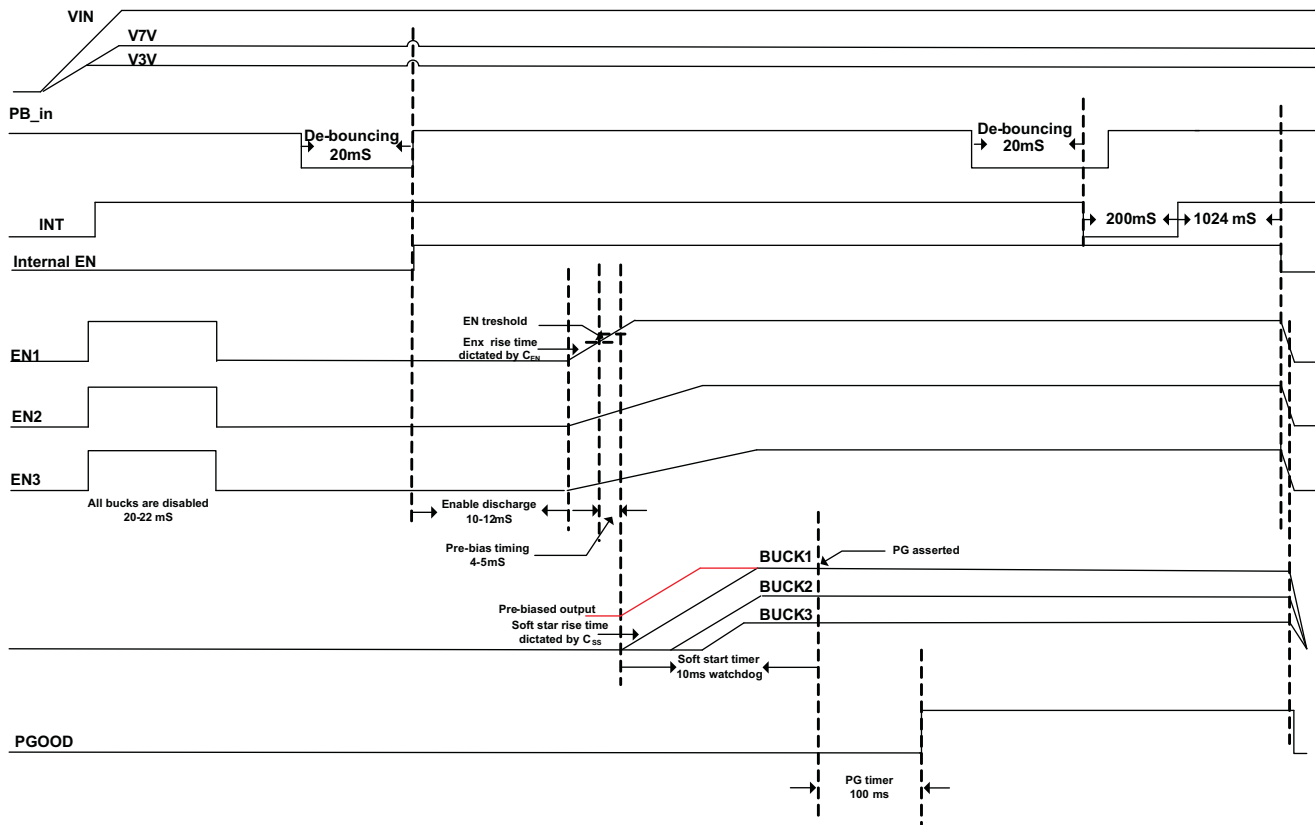 VIN
V7V
V3V
PB_in
De-bouncing
20mS
De-bouncing
20mS
INT
200mS
1024 mS
Internal EN
EN treshold
Enx rise time
dictated by CEN
EN1
EN2
EN3
All bucks are disabled
20-22 mS
Enable discharge
10-12mS
Pre-bias timing
4-5mS
BUCK1
PG asserted
BUCK2
Pre-biased output
BUCK3
Soft star rise time
dictated by CSS
Soft start timer
10ms watchdog
PGOOD
PG timer
100 ms